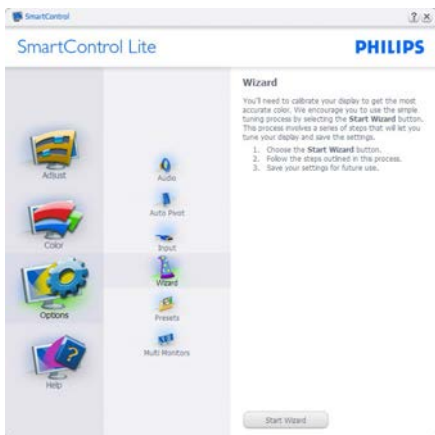 SmartControl
SmartControl Lite
PHILIPS
Adjust
Color
Options
Help
Audio
Auto Pivot
Input
Wizard
Presets
Multi Monitors
Wizard
You'll need to calibrate your display to get the most
accurate color. We encourage you to use the simple
tuning process by selecting the Start Wizard button.
This process involves a series of steps that will let you
tune your display and save the settings.
1. Choose the Start Wizard button.
2. Follow the steps outlined in this process.
3. Save your settings for future use.
Start Wizard